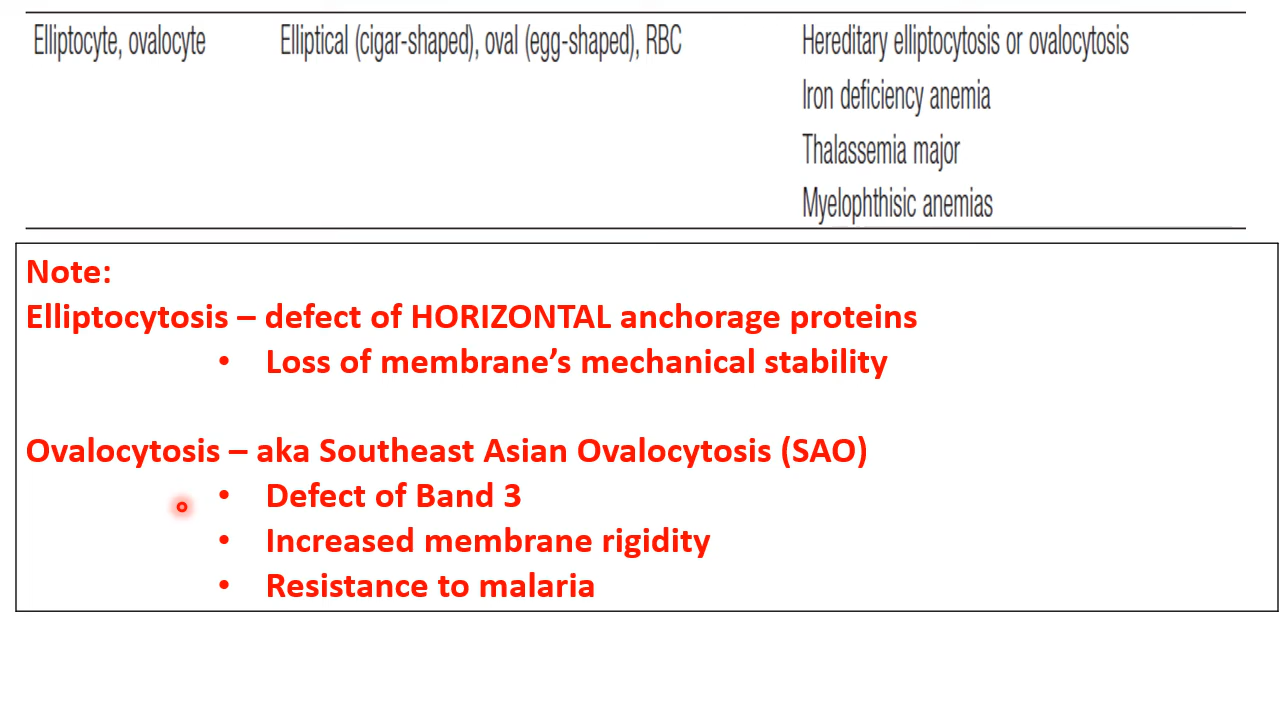 Elliptocyte, ovalocyte Elliptical (cigar-shaped), oval (egg-shaped), RBC Hereditary elliptocytosis or ovalocytosis
Iron deficiency anemia
Thalassemia major
Myelophthisic anemias
Note:
Elliptocytosis – defect of HORIZONTAL anchorage proteins
• Loss of membrane’s mechanical stability
Ovalocytosis – aka Southeast Asian Ovalocytosis (SAO)
• Defect of Band 3
• Increased membrane rigidity
• Resistance to malaria